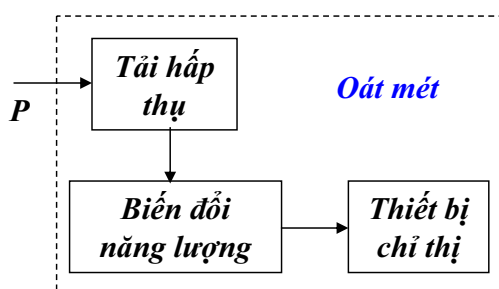 Tải hấp
thụ
Oát mét
P
Biến đổi
năng lượng
Thiết bị
chỉ thị